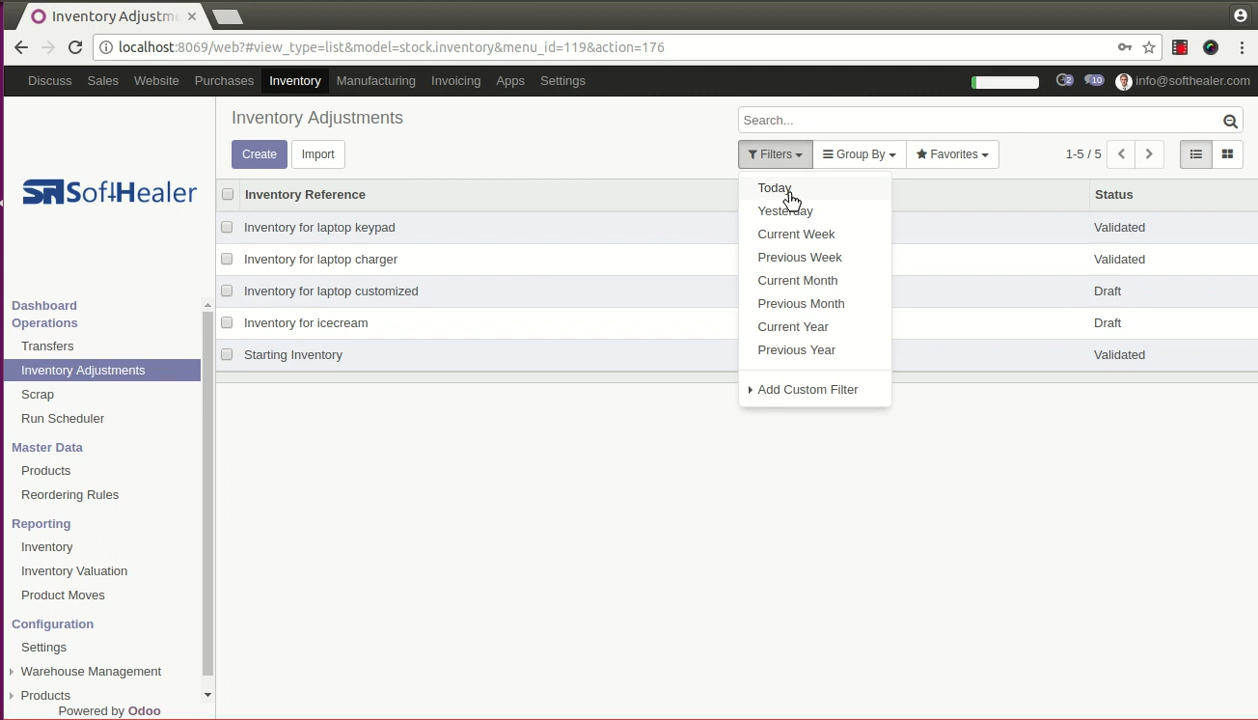 Inventory Adjustm
localhost:8069/web?#view_type=list&model=stock.inventory&menu_id=119&action=176
Discuss Sales Website Purchases Inventory Manufacturing Invoicing Apps Settings 2 10 info@softhealer.com
SoftHealer
Dashboard
Operations
Transfers
Inventory Adjustments
Scrap
Run Scheduler
Master Data
Products
Reordering Rules
Reporting
Inventory
Inventory Valuation
Product Moves
Configuration
Settings
Warehouse Management
Products
Powered by Odoo
Inventory Adjustments
Search...
Create Import
Filters Group By Favorites 1-5 / 5
Inventory Reference Status
Inventory for laptop keypad Validated
Inventory for laptop charger Validated
Inventory for laptop customized Draft
Inventory for icecream Draft
Starting Inventory Validated
Today
Yesterday
Current Week
Previous Week
Current Month
Previous Month
Current Year
Previous Year
Add Custom Filter